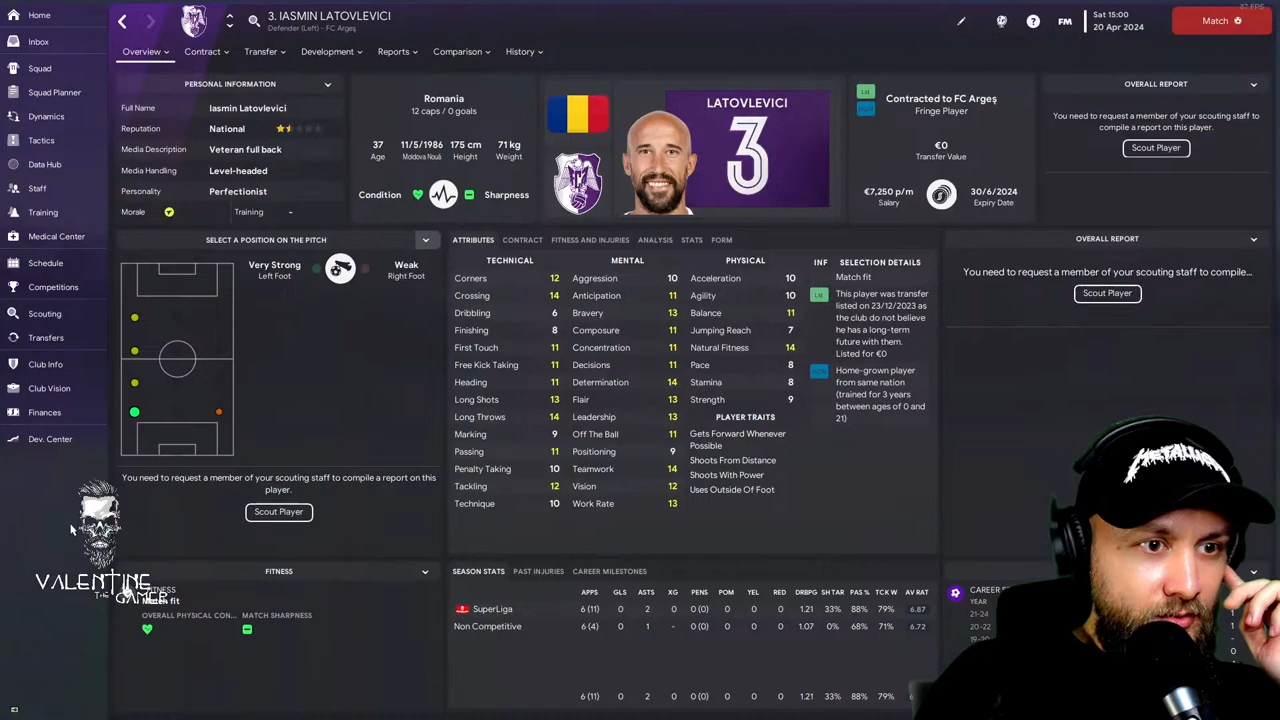 87 FPS
Home
Inbox
Squad
Squad Planner
Dynamics
Tactics
Data Hub
Staff
Training
Medical Center
Schedule
Competitions
Scouting
Transfers
Club Info
Club Vision
Finances
Dev. Center
3. IASMIN LATOVLEVICI
Defender (Left) - FC Argeș
FM
Sat 15:00
20 Apr 2024
Match
Overview
Contract
Transfer
Development
Reports
Comparison
History
PERSONAL INFORMATION
Full Name Iasmin Latovlevici
Reputation National
Media Description Veteran full back
Media Handling Level-headed
Personality Perfectionist
Morale Training -
Romania
12 caps / 0 goals
37 11/5/1986 175 cm 71 kg
Age Moldova Nouă Height Weight
Condition Sharpness
LATOVLEVICI
3
Lst
HGN
Contracted to FC Argeș
Fringe Player
€0
Transfer Value
€7,250 p/m 30/6/2024
Salary Expiry Date
OVERALL REPORT
You need to request a member of your scouting staff to
compile a report on this player.
Scout Player
SELECT A POSITION ON THE PITCH
Very Strong
Left Foot
Weak
Right Foot
You need to request a member of your scouting staff to compile a report on this
player.
Scout Player
ATTRIBUTES CONTRACT FITNESS AND INJURIES ANALYSIS STATS FORM
TECHNICAL MENTAL PHYSICAL
Corners 12 Aggression 10 Acceleration 10
Crossing 14 Anticipation 11 Agility 10
Dribbling 6 Bravery 13 Balance 11
Finishing 8 Composure 11 Jumping Reach 7
First Touch 11 Concentration 11 Natural Fitness 14
Free Kick Taking 11 Decisions 11 Pace 8
Heading 11 Determination 14 Stamina 8
Long Shots 13 Flair 13 Strength 9
Long Throws 14 Leadership 13 PLAYER TRAITS
Marking 9 Off The Ball 11 Gets Forward Whenever
Possible
Passing 11 Positioning 9 Shoots From Distance
Penalty Taking 10 Teamwork 14 Shoots With Power
Tackling 12 Vision 12 Uses Outside Of Foot
Technique 10 Work Rate 13
INF SELECTION DETAILS
Match fit
Lst This player was transfer
listed on 23/12/2023 as
the club do not believe
he has a long-term
future with them.
Listed for €0
HGN Home-grown player
from same nation
(trained for 3 years
between ages of 0 and
21)
OVERALL REPORT
You need to request a member of your scouting staff to compile...
Scout Player
VALENTINE
THE GAMER
FITNESS
Match fit
OVERALL PHYSICAL CON... MATCH SHARPNESS
SEASON STATS PAST INJURIES CAREER MILESTONES
APPS GLS ASTS XG PENS POM YEL RED DRBPG SH TAR PAS % TCK W AV RAT
SuperLiga 6 (11) 0 2 0 0 (0) 0 0 0 1.21 33% 88% 79% 6.87
Non Competitive 6 (4) 0 1 - 0 (0) 0 0 0 1.07 0% 68% 71% 6.72
6 (11) 0 2 0 0 (0) 0 0 0 1.21 33% 88% 79%
YEAR
21-22
20-21
19-20
METALLICA